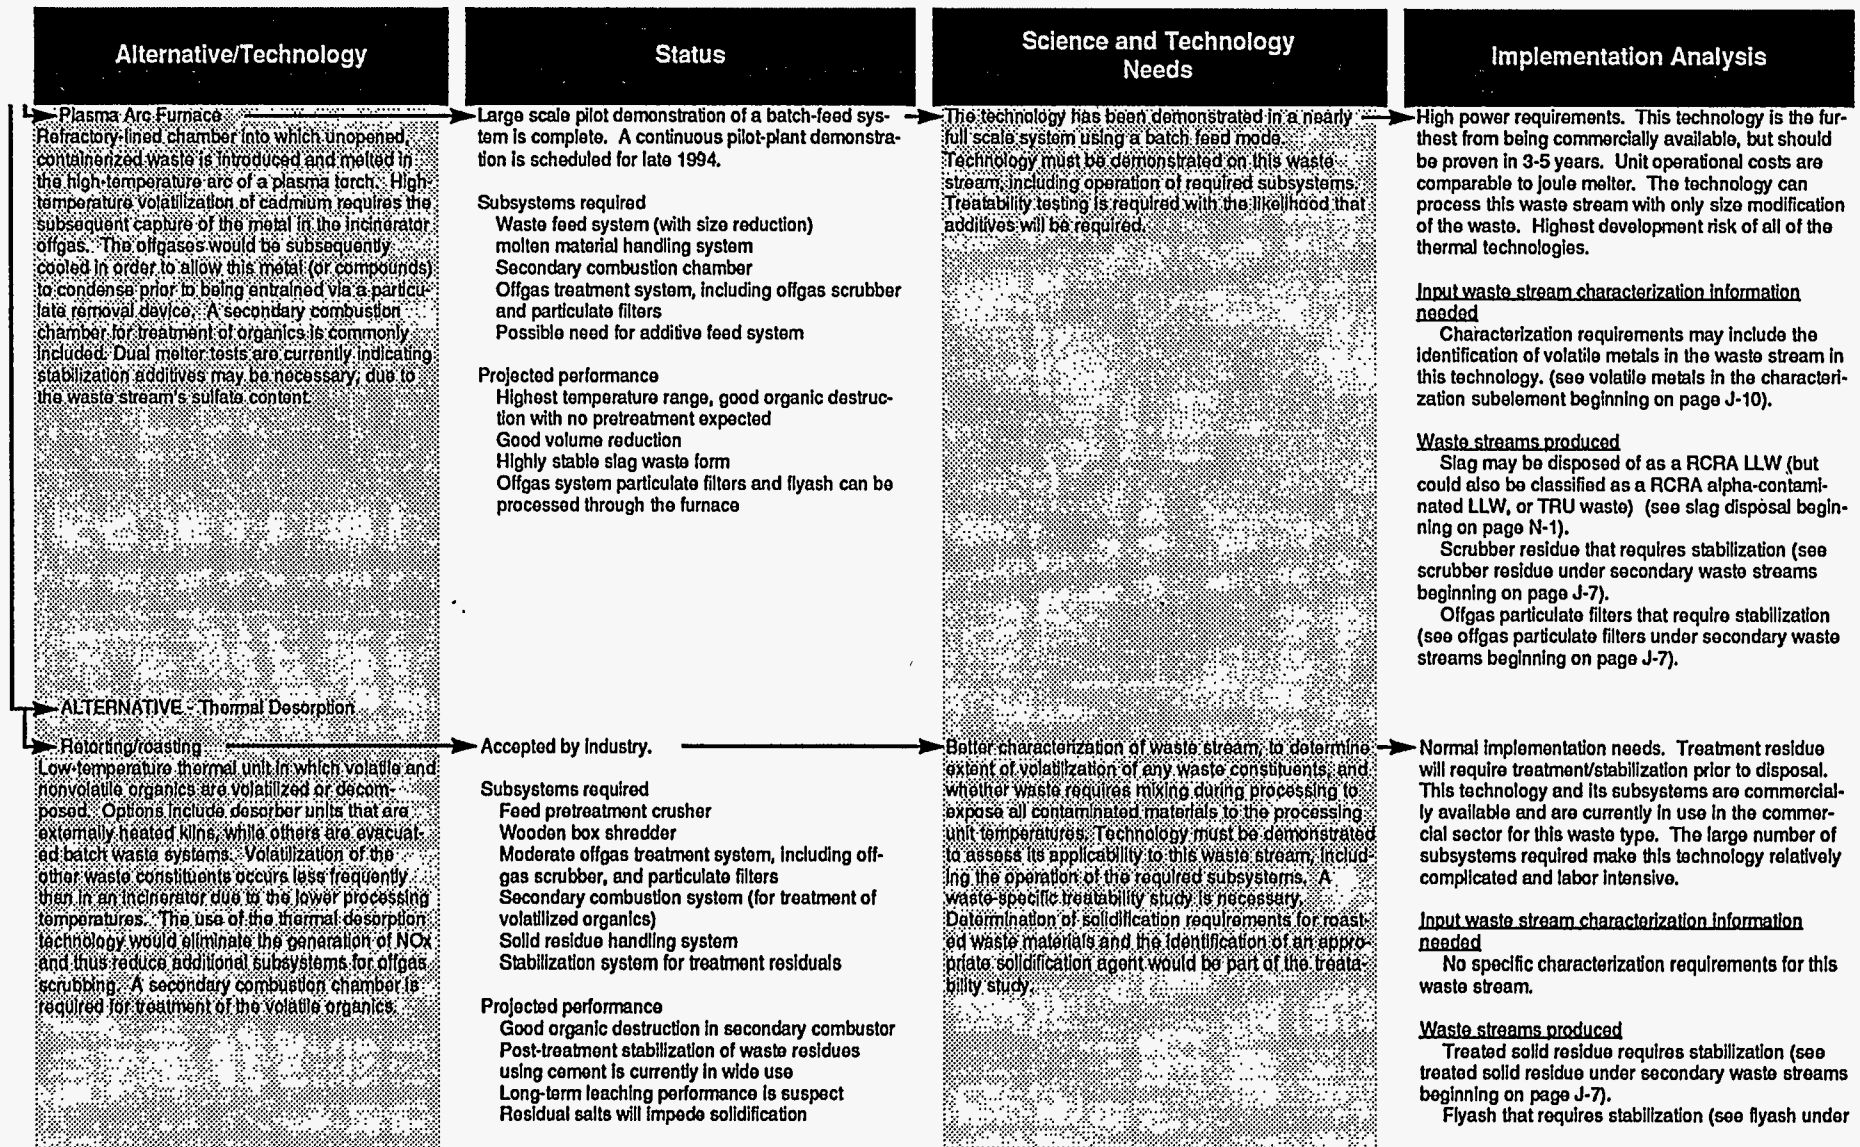 Alternative/Technology
Status
Science and Technology
Needs
Implementation Analysis
Plasma Arc Furnace
Refractory-lined chamber into which unopened,
containerized waste is introduced and melted in
the high-temperature arc of a plasma torch. High-
temperature volatilization of cadmium requires the
subsequent capture of the metal in the incinerator
offgas. The offgases would be subsequently
cooled in order to allow this metal (or compounds)
to condense prior to being entrained via a particu-
late removal device. A secondary combustion
chamber for treatment of organics is commonly
included. Dual melter tests are currently indicating
stabilization additives may be necessary, due to
the waste stream's sulfate content.
Large scale pilot demonstration of a batch-feed sys-
tem is complete. A continuous pilot-plant demonstra-
tion is scheduled for late 1994.
Subsystems required
Waste feed system (with size reduction)
molten material handling system
Secondary combustion chamber
Offgas treatment system, including offgas scrubber
and particulate filters
Possible need for additive feed system
Projected performance
Highest temperature range, good organic destruc-
tion with no pretreatment expected
Good volume reduction
Highly stable slag waste form
Offgas system particulate filters and flyash can be
processed through the furnace
The technology has been demonstrated in a nearly
full scale system using a batch feed mode.
Technology must be demonstrated on this waste
stream, including operation of required subsystems.
Treatability testing is required with the likelihood that
additives will be required.
High power requirements. This technology is the fur-
thest from being commercially available, but should
be proven in 3-5 years. Unit operational costs are
comparable to joule melter. The technology can
process this waste stream with only size modification
of the waste. Highest development risk of all of the
thermal technologies.
Input waste stream characterization information
needed
Characterization requirements may include the
identification of volatile metals in the waste stream in
this technology. (see volatile metals in the characteri-
zation subelement beginning on page J-10).
Waste streams produced
Slag may be disposed of as a RCRA LLW (but
could also be classified as a RCRA alpha-contami-
nated LLW, or TRU waste) (see slag disposal begin-
ning on page N-1).
Scrubber residue that requires stabilization (see
scrubber residue under secondary waste streams
beginning on page J-7).
Offgas particulate filters that require stabilization
(see offgas particulate filters under secondary waste
streams beginning on page J-7).
ALTERNATIVE - Thermal Desorption
Retorting/roasting
Low-temperature thermal unit in which volatile and
nonvolatile organics are volatilized or decom-
posed. Options include desorber units that are
externally heated kilns, while others are evacuat-
ed batch waste systems. Volatilization of the
other waste constituents occurs less frequently
than in an incinerator due to the lower processing
temperatures. The use of the thermal desorption
technology would eliminate the generation of NOx
and thus reduce additional subsystems for offgas
scrubbing. A secondary combustion chamber is
required for treatment of the volatile organics.
Accepted by industry.
Subsystems required
Feed pretreatment crusher
Wooden box shredder
Moderate offgas treatment system, including off-
gas scrubber, and particulate filters
Secondary combustion system (for treatment of
volatilized organics)
Solid residue handling system
Stabilization system for treatment residuals
Projected performance
Good organic destruction in secondary combustor
Post-treatment stabilization of waste residues
using cement is currently in wide use
Long-term leaching performance is suspect
Residual salts will impede solidification
Better characterization of waste stream, to determine
extent of volatilization of any waste constituents, and
whether waste requires mixing during processing to
expose all contaminated materials to the processing
unit temperatures. Technology must be demonstrated
to assess its applicability to this waste stream, includ-
ing the operation of the required subsystems. A
waste-specific treatability study is necessary.
Determination of solidification requirements for roast-
ed waste materials and the identification of an appro-
priate solidification agent would be part of the treata-
bility study.
Normal implementation needs. Treatment residue
will require treatment/stabilization prior to disposal.
This technology and its subsystems are commercial-
ly available and are currently in use in the commer-
cial sector for this waste type. The large number of
subsystems required make this technology relatively
complicated and labor intensive.
Input waste stream characterization information
needed
No specific characterization requirements for this
waste stream.
Waste streams produced
Treated solid residue requires stabilization (see
treated solid residue under secondary waste streams
beginning on page J-7).
Flyash that requires stabilization (see flyash under